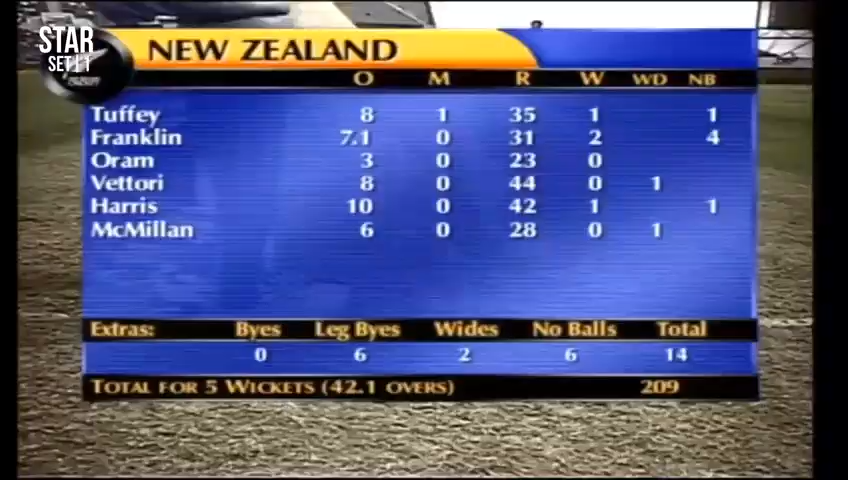 STAR
SET|1
NEW ZEALAND
O M R W WD NB
Tuffey 8 1 35 1 1
Franklin 7.1 0 31 2 4
Oram 3 0 23 0
Vettori 8 0 44 0 1
Harris 10 0 42 1 1
McMillan 6 0 28 0 1
Extras: Byes Leg Byes Wides No Balls Total
0 6 2 6 14
TOTAL FOR 5 WICKETS (42.1 OVERS) 209